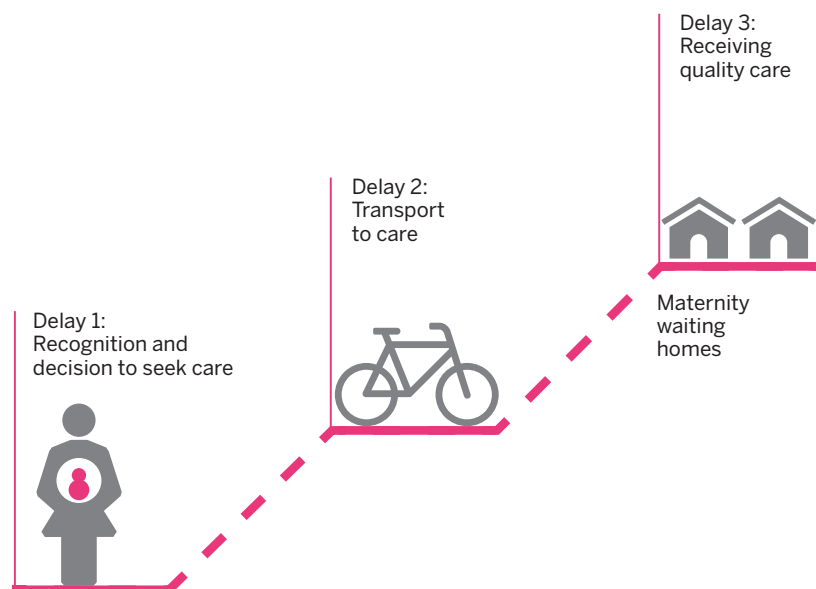 Delay 1:
Recognition and
decision to seek care
Delay 2:
Transport
to care
Delay 3:
Receiving
quality care
Maternity
waiting
homes